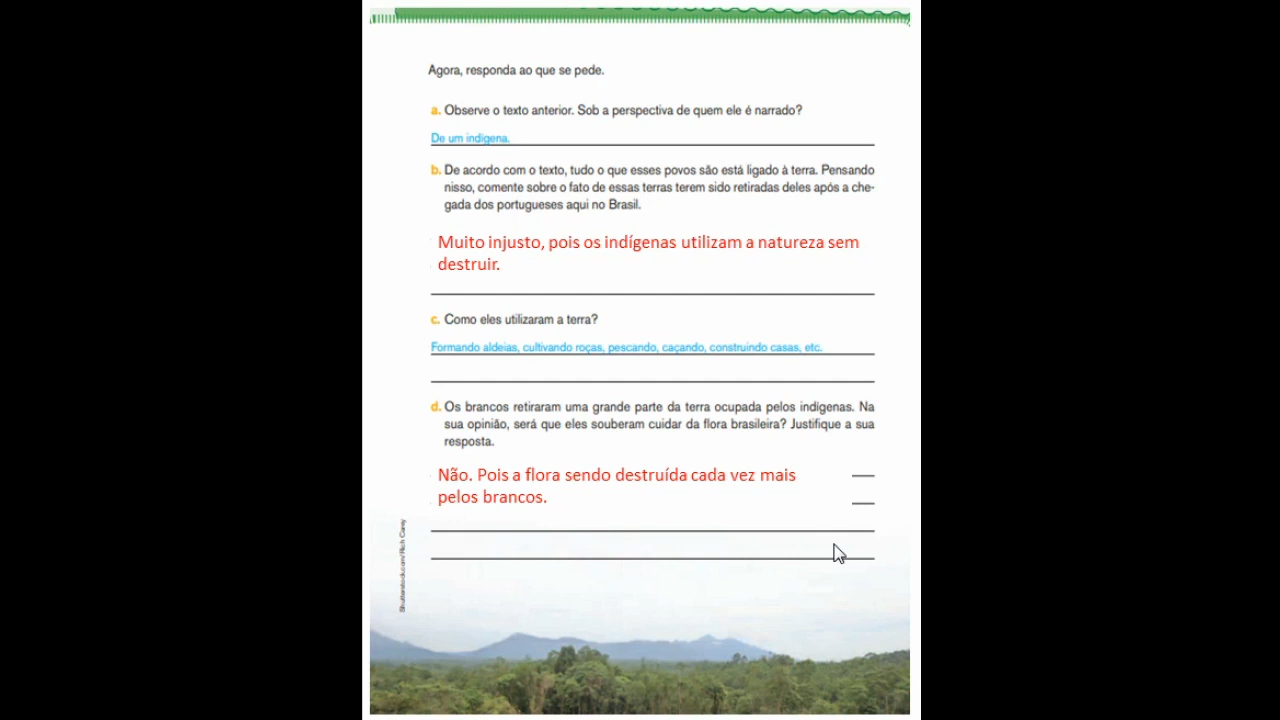 Agora, responda ao que se pede.
a. Observe o texto anterior. Sob a perspectiva de quem ele é narrado?
De um indígena.
b. De acordo com o texto, tudo o que esses povos são está ligado à terra. Pensando
nisso, comente sobre o fato de essas terras terem sido retiradas deles após a che-
gada dos portugueses aqui no Brasil.
Muito injusto, pois os indígenas utilizam a natureza sem
destruir.
c. Como eles utilizaram a terra?
Formando aldeias, cultivando roças, pescando, caçando, construindo casas, etc.
d. Os brancos retiraram uma grande parte da terra ocupada pelos indígenas. Na
sua opinião, será que eles souberam cuidar da flora brasileira? Justifique a sua
resposta.
Não. Pois a flora sendo destruída cada vez mais
pelos brancos.
Shutterstock.com/Rich Carey